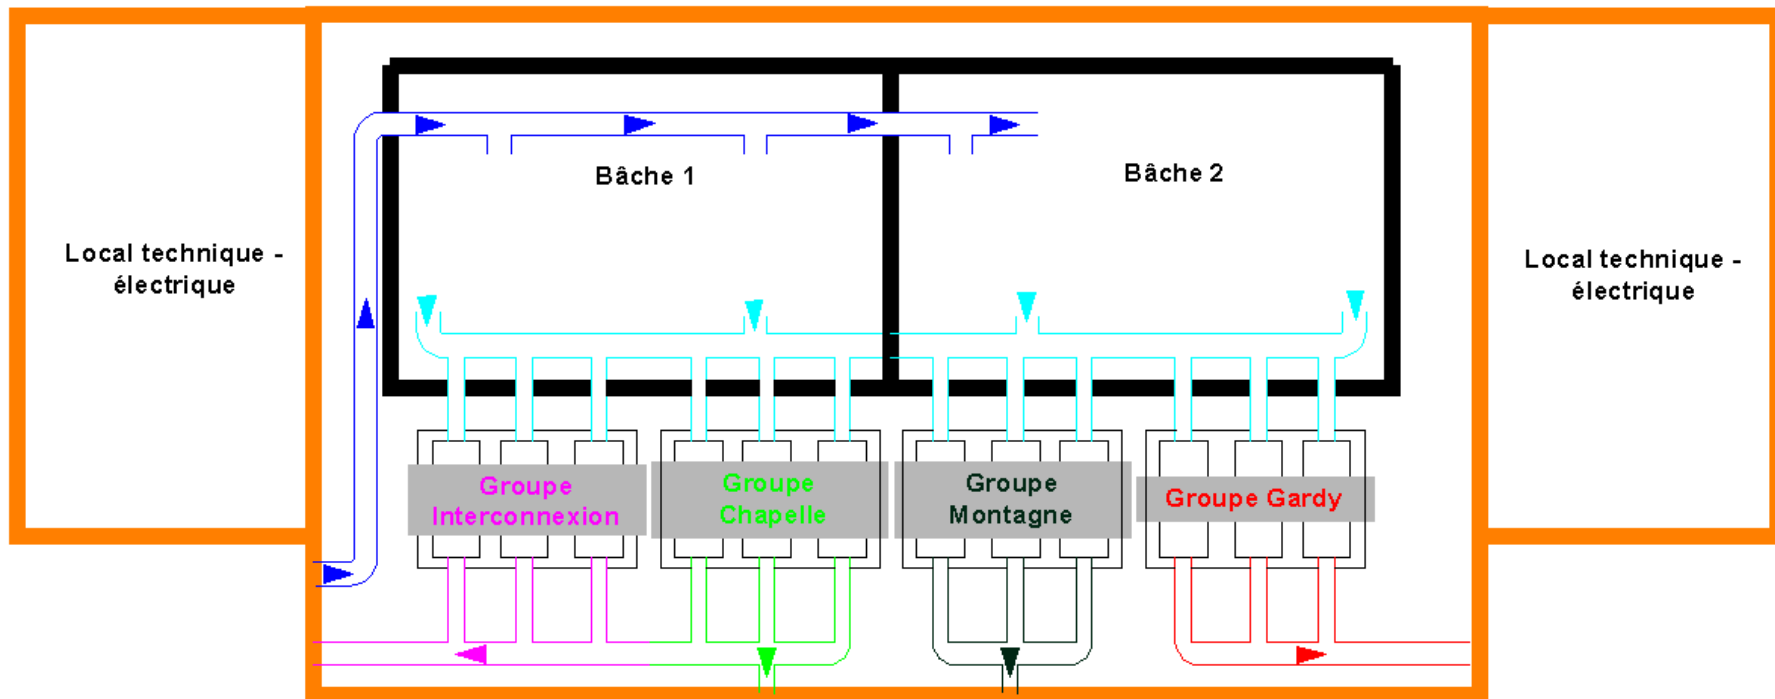 Bâche 1
Bâche 2
Local technique -
électrique
Local technique -
électrique
Groupe
Interconnexion
Groupe
Chapelle
Groupe
Montagne
Groupe Gardy